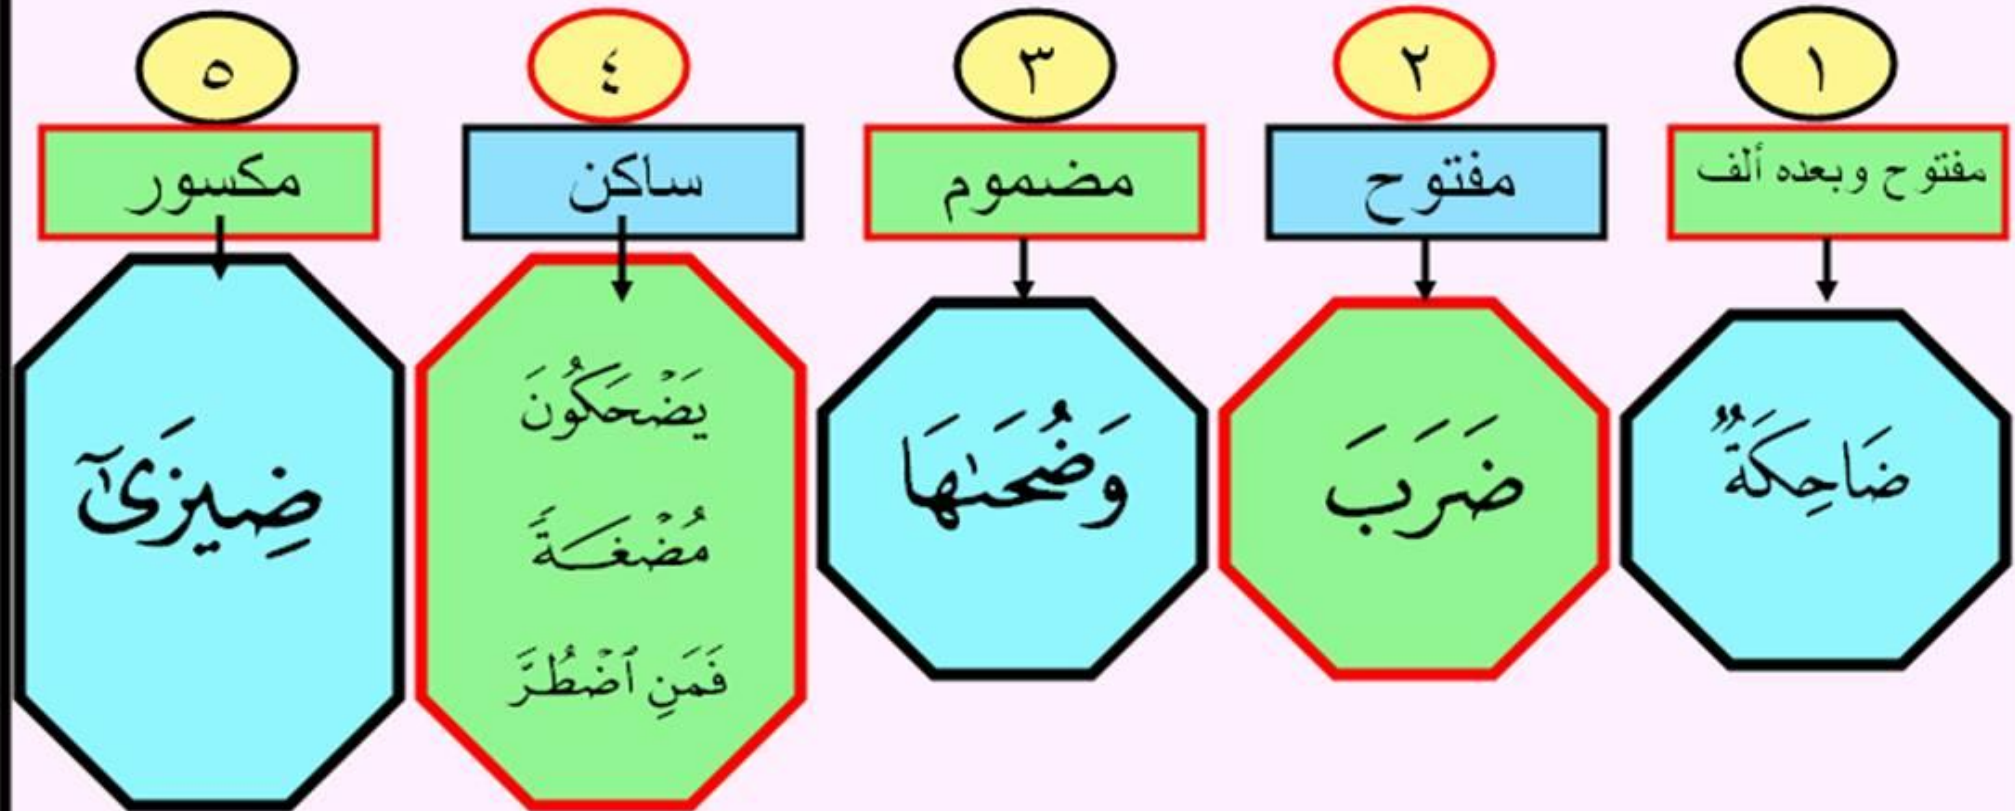 ١
مفتوح وبعده ألف
ضَاحِكَةٌ
٢
مفتوح
ضَرَبَ
٣
مضموم
وَضُحَىٰهَا
٤
ساكن
يَضۡحَكُونَ
مُضۡغَةً
فَمَنِ ٱضۡطُرَّ
٥
مكسور
ضِيزَىٰٓ